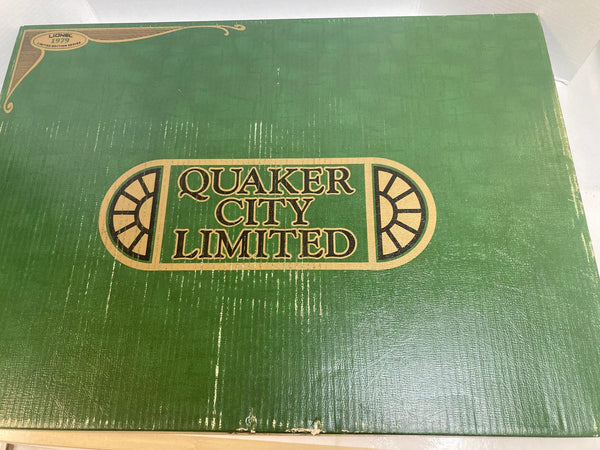 LIONEL
1979
LIMITED EDITION SERIES
QUAKER
CITY
LIMITED